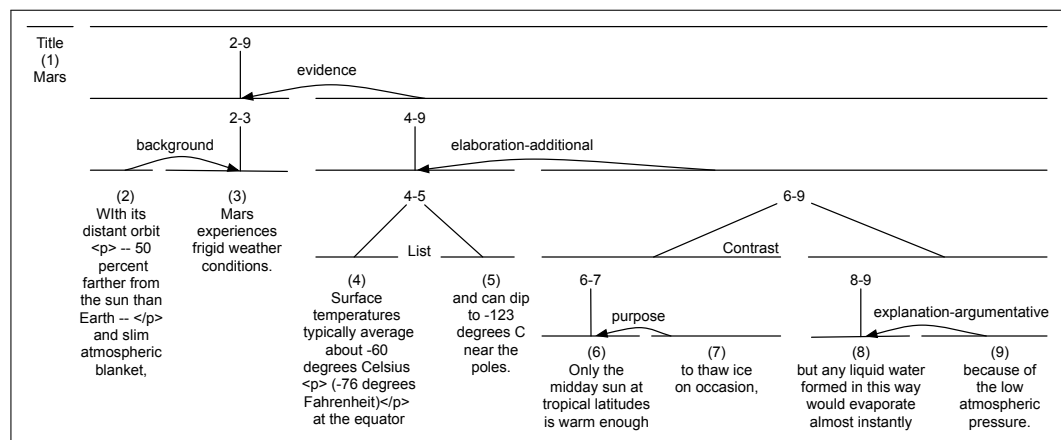 Title
(1)
Mars
2-9
evidence
2-3
4-9
background
elaboration-additional
(2)
WIth its
distant orbit
<p> -- 50
percent
farther from
the sun than
Earth -- </p>
and slim
atmospheric
blanket,
(3)
Mars
experiences
frigid weather
conditions.
4-5
List
(4)
Surface
temperatures
typically average
about -60
degrees Celsius
<p> (-76 degrees
Fahrenheit)</p>
at the equator
(5)
and can dip
to -123
degrees C
near the
poles.
6-9
Contrast
6-7
purpose
(6)
Only the
midday sun at
tropical latitudes
is warm enough
(7)
to thaw ice
on occasion,
8-9
explanation-argumentative
(8)
but any liquid water
formed in this way
would evaporate
almost instantly
(9)
because of
the low
atmospheric
pressure.